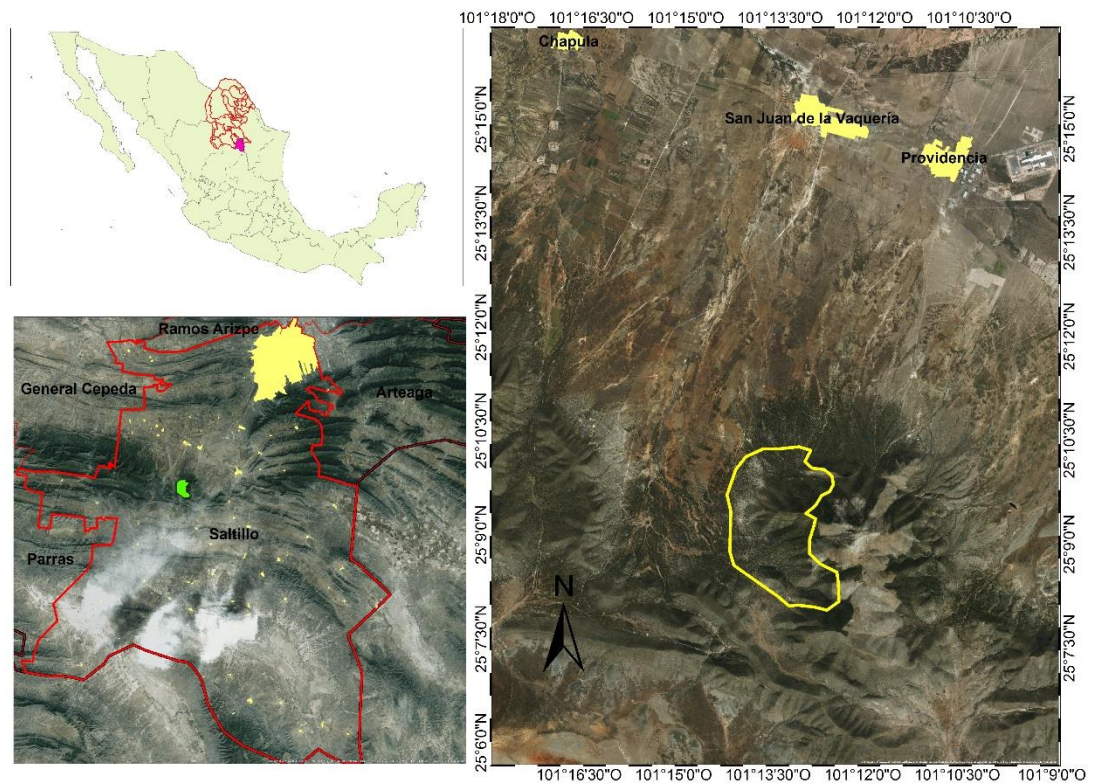 101°18'0"O 101°16'30"O 101°15'0"O 101°13'30"O 101°12'0"O 101°10'30"O
Chapula
San Juan de la Vaquería
Providencia
25°15'0"N
25°13'30"N
25°12'0"N
25°10'30"N
25°9'0"N
25°7'30"N
25°6'0"N
25°15'0"N
25°13'30"N
25°12'0"N
25°10'30"N
25°9'0"N
25°7'30"N
25°6'0"N
N
101°16'30"O 101°15'0"O 101°13'30"O 101°12'0"O 101°10'30"O 101°9'0"O
Ramos Arizpe
General Cepeda
Arteaga
Saltillo
Parras